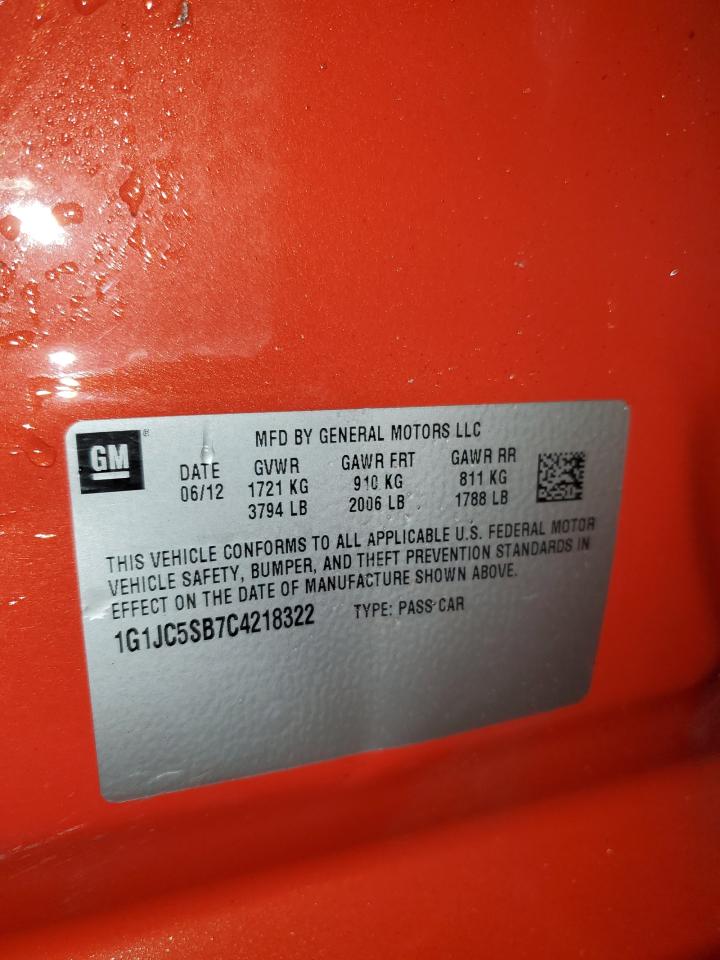 GM
MFD BY GENERAL MOTORS LLC
DATE GVWR GAWR FRT GAWR RR
06/12 1721 KG 910 KG 811 KG
3794 LB 2006 LB 1788 LB
THIS VEHICLE CONFORMS TO ALL APPLICABLE U.S. FEDERAL MOTOR
VEHICLE SAFETY, BUMPER, AND THEFT PREVENTION STANDARDS IN
EFFECT ON THE DATE OF MANUFACTURE SHOWN ABOVE.
1G1JC5SB7C4218322 TYPE: PASS CAR